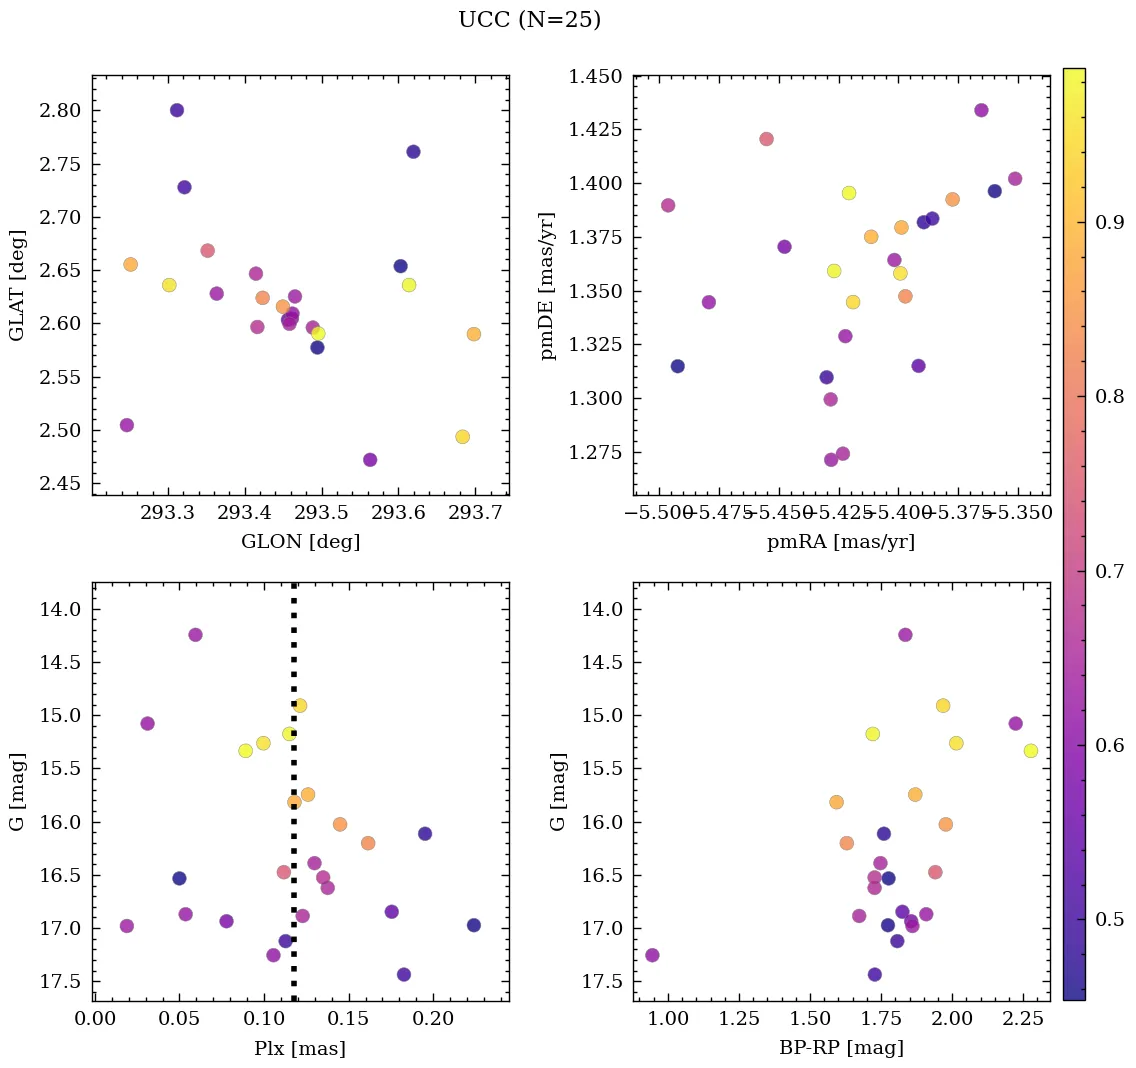 UCC (N=25)
2.80
2.75
2.70
2.65
2.60
2.55
2.50
2.45
GLAT [deg]
293.3 293.4 293.5 293.6 293.7
GLON [deg]
1.450
1.425
1.400
1.375
1.350
1.325
1.300
1.275
pmDE [mas/yr]
−5.500 −5.475 −5.450 −5.425 −5.400 −5.375 −5.350
pmRA [mas/yr]
14.0
14.5
15.0
15.5
16.0
16.5
17.0
17.5
G [mag]
0.00 0.05 0.10 0.15 0.20
Plx [mas]
14.0
14.5
15.0
15.5
16.0
16.5
17.0
17.5
G [mag]
1.00 1.25 1.50 1.75 2.00 2.25
BP-RP [mag]
0.9
0.8
0.7
0.6
0.5